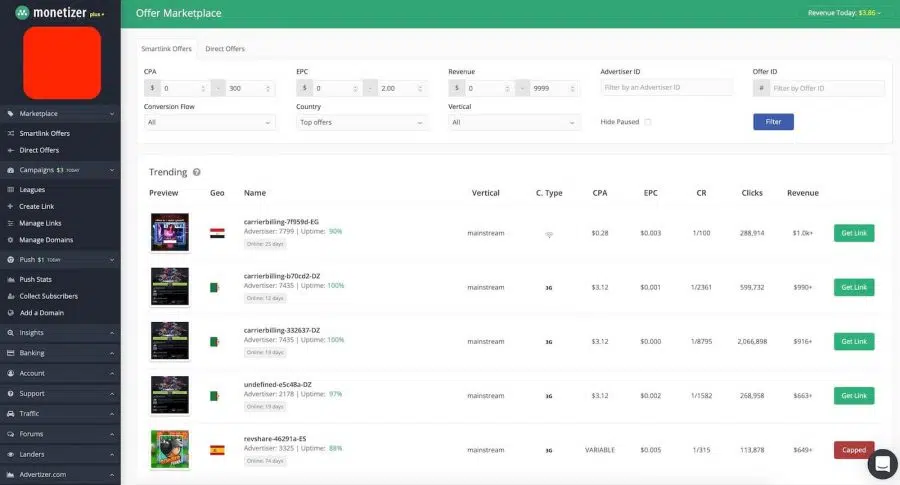 monetizer plus+
Offer Marketplace
Revenue Today: $3.86
Marketplace
Smartlink Offers
Direct Offers
Campaigns $3 TODAY
Leagues
Create Link
Manage Links
Manage Domains
Push $1 TODAY
Push Stats
Collect Subscribers
Add a Domain
Insights
Banking
Account
Support
Traffic
Forums
Landers
Advertizer.com
Smartlink Offers Direct Offers
CPA EPC Revenue Advertiser ID Offer ID
$ 0 - 300 $ 0 - 2.00 $ 0 - 9999 Filter by an Advertiser ID # Filter by Offer ID
Conversion Flow Country Vertical
All Top offers All Hide Paused Filter
Trending ?
Preview Geo Name Vertical C. Type CPA EPC CR Clicks Revenue
carrierbilling-7f959d-EG
Advertiser: 7799 | Uptime: 90%
Online: 25 days
mainstream $0.28 $0.003 1/100 288,914 $1.0k+ Get Link
carrierbilling-b70cd2-DZ
Advertiser: 7435 | Uptime: 100%
Online: 12 days
mainstream 3G $3.12 $0.001 1/2361 599,732 $990+ Get Link
carrierbilling-332637-DZ
Advertiser: 7435 | Uptime: 100%
Online: 19 days
mainstream 3G $3.12 $0.000 1/8795 2,066,898 $916+ Get Link
undefined-e5c48a-DZ
Advertiser: 2178 | Uptime: 97%
Online: 19 days
mainstream 3G $3.12 $0.002 1/1582 268,958 $663+ Get Link
revshare-46291a-ES
Advertiser: 3325 | Uptime: 88%
Online: 74 days
mainstream 3G VARIABLE $0.005 1/315 113,878 $649+ Capped